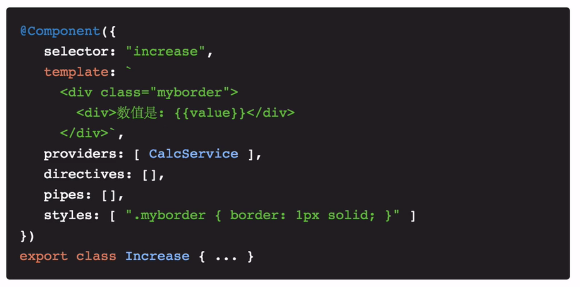 @Component({
selector: "increase",
template: `
<div class="myborder">
<div>数值是: {{value}}</div>
</div>`,
providers: [ CalcService ],
directives: [],
pipes: [],
styles: [ ".myborder { border: 1px solid; }" ]
})
export class Increase { ... }